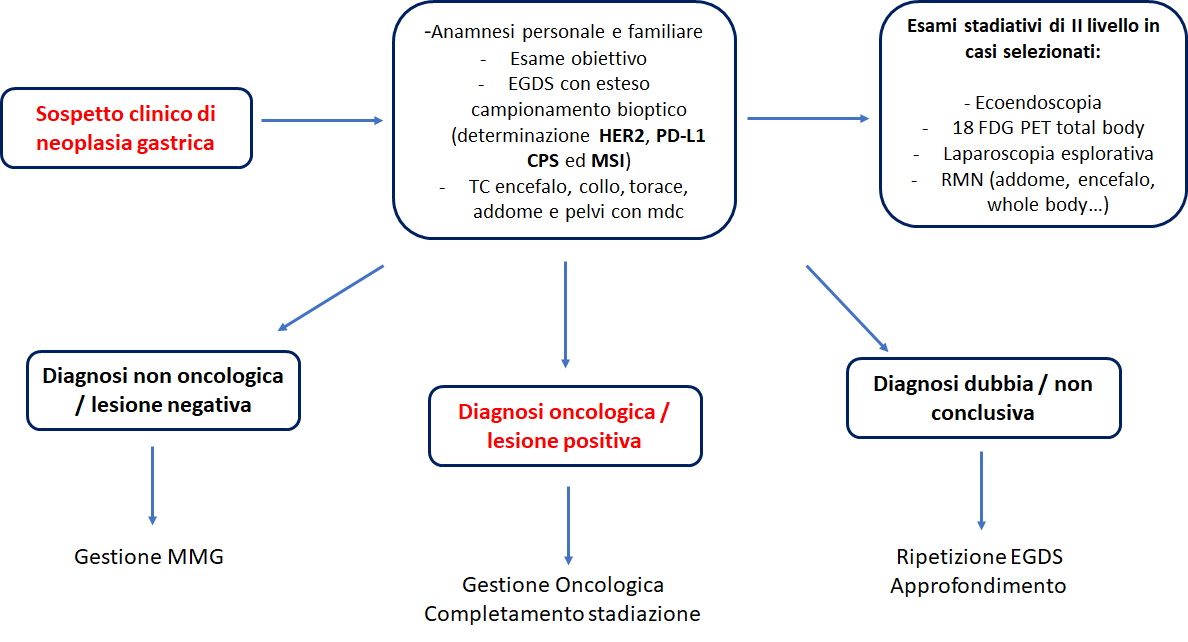 Sospetto clinico di
neoplasia gastrica
-Anamnesi personale e familiare
- Esame obiettivo
- EGDS con esteso
campionamento bioptico
(determinazione HER2, PD-L1
CPS ed MSI)
- TC encefalo, collo, torace,
addome e pelvi con mdc
Esami stadiativi di II livello in
casi selezionati:
- Ecoendoscopia
- 18 FDG PET total body
- Laparoscopia esplorativa
- RMN (addome, encefalo,
whole body...)
Diagnosi non oncologica
/ lesione negativa
Diagnosi oncologica /
lesione positiva
Diagnosi dubbia / non
conclusiva
Gestione MMG
Gestione Oncologica
Completamento stadiazione
Ripetizione EGDS
Approfondimento